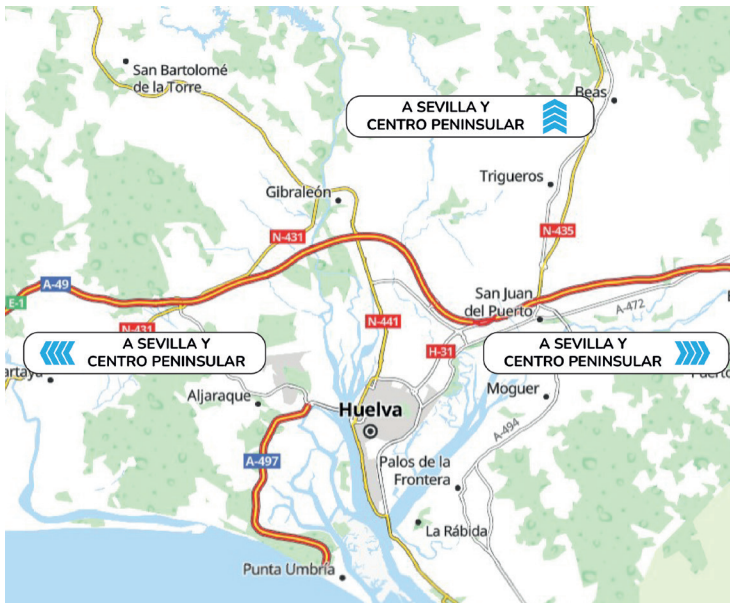 San Bartolomé
de la Torre
Beas
A SEVILLA Y
CENTRO PENINSULAR
Trigueros
Gibraleón
N-431
N-435
A-49
E-1
San Juan
del Puerto
A-472
N-431
N-441
H-31
A SEVILLA Y
CENTRO PENINSULAR
A SEVILLA Y
CENTRO PENINSULAR
artaya
Aljaraque
Huelva
Moguer
A-494
A-497
Palos de la
Frontera
La Rábida
Punta Umbría